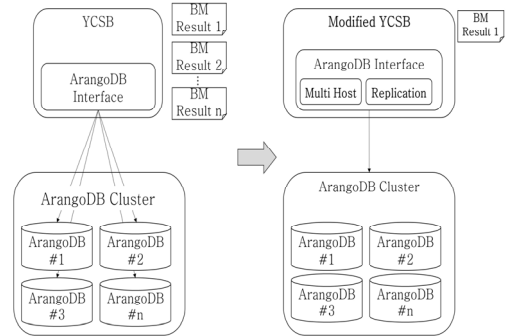 YCSB
ArangoDB
Interface
BM
Result 1
BM
Result 2
BM
Result n
ArangoDB Cluster
ArangoDB
#1
ArangoDB
#2
ArangoDB
#3
ArangoDB
#n
Modified YCSB
ArangoDB Interface
Multi Host
Replication
BM
Result 1
ArangoDB Cluster
ArangoDB
#1
ArangoDB
#2
ArangoDB
#3
ArangoDB
#n